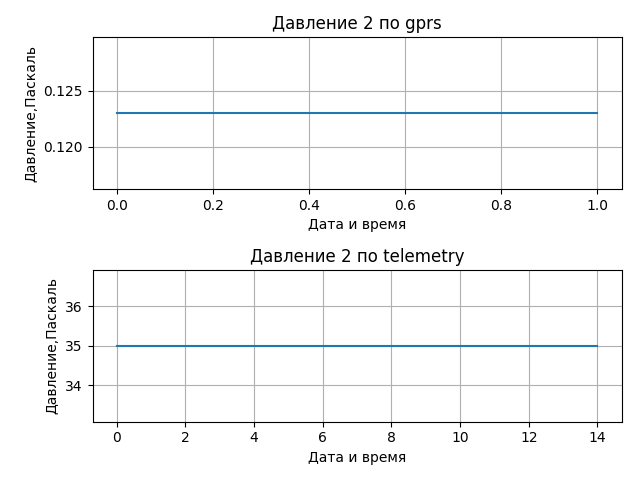 Давление 2 по gprs
Давление,Паскаль
0.125
0.120
0.0 0.2 0.4 0.6 0.8 1.0
Дата и время
Давление 2 по telemetry
Давление,Паскаль
36
35
34
0 2 4 6 8 10 12 14
Дата и время